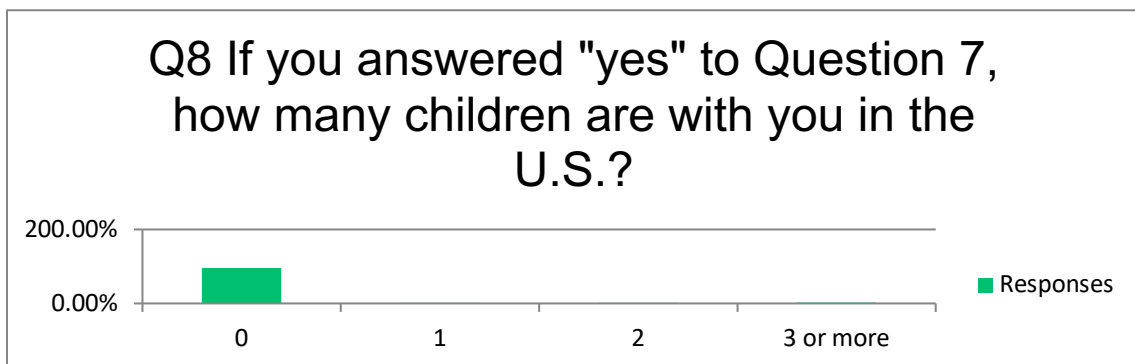 Q8 If you answered "yes" to Question 7,
how many children are with you in the
U.S.?
200.00%
0.00%
0 1 2 3 or more
Responses